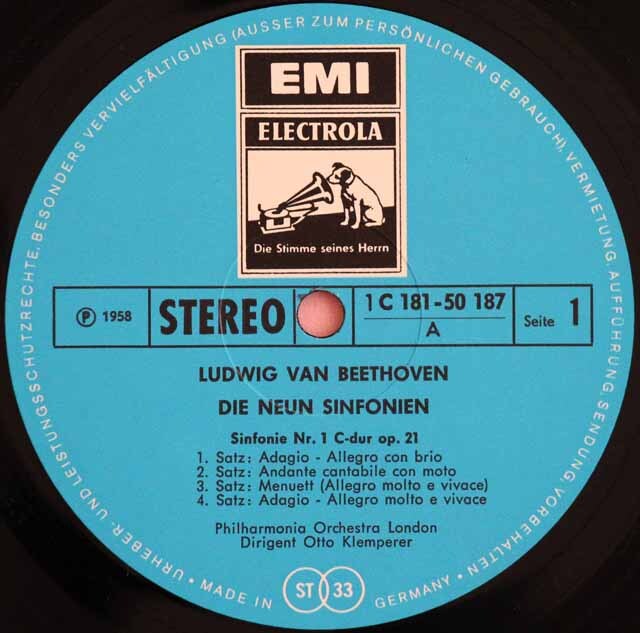 URHEBER- UND LEISTUNGSSCHUTZRECHTE, BESONDERS VERVIELFÄLTIGUNG (AUSSER ZUM PERSÖNLICHEN GEBRAUCH), VERMIETUNG, AUFFÜHRUNG, SENDUNG, VORBEHALTEN •
EMI
ELECTROLA
Die Stimme seines Herrn
Ⓟ 1958
STEREO
1 C 181-50 187
A
Seite 1
LUDWIG VAN BEETHOVEN
DIE NEUN SINFONIEN
Sinfonie Nr. 1 C-dur op. 21
1. Satz: Adagio - Allegro con brio
2. Satz: Andante cantabile con moto
3. Satz: Menuett (Allegro molto e vivace)
4. Satz: Adagio - Allegro molto e vivace
Philharmonia Orchestra London
Dirigent Otto Klemperer
• MADE IN GERMANY •
ST 33